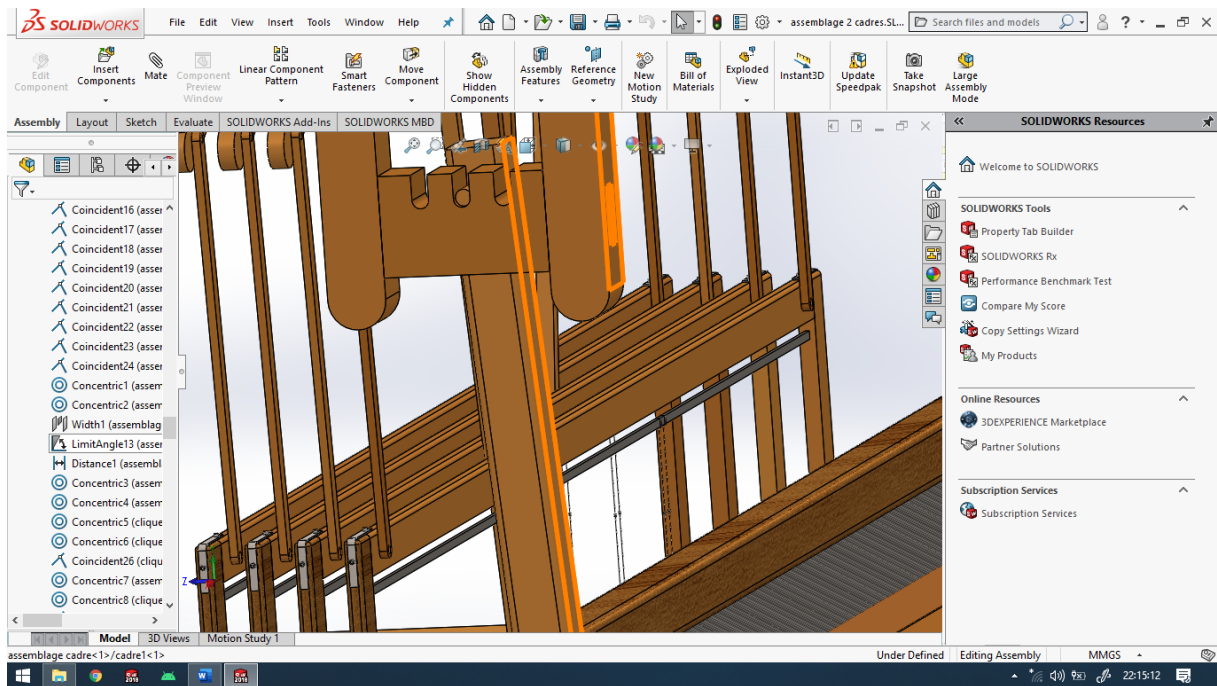 SOLIDWORKS File Edit View Insert Tools Window Help assemblage 2 cadres.SL... Search files and models ?
Edit Component
Insert Components
Mate
Component Preview Window
Linear Component Pattern
Smart Fasteners
Move Component
Show Hidden Components
Assembly Features
Reference Geometry
New Motion Study
Bill of Materials
Exploded View
Instant3D
Update Speedpak
Take Snapshot
Large Assembly Mode
Assembly Layout Sketch Evaluate SOLIDWORKS Add-Ins SOLIDWORKS MBD
Coincident16 (asser
Coincident17 (asser
Coincident18 (asser
Coincident19 (asser
Coincident20 (asser
Coincident21 (asser
Coincident22 (asser
Coincident23 (asser
Coincident24 (asser
Concentric1 (assem
Concentric2 (assem
Width1 (assemblag
LimitAngle13 (asser
Distance1 (assembl
Concentric3 (assem
Concentric4 (assem
Concentric5 (clique
Concentric6 (clique
Coincident26 (cliqu
Concentric7 (assem
Concentric8 (clique
Z
SOLIDWORKS Resources
Welcome to SOLIDWORKS
SOLIDWORKS Tools
Property Tab Builder
SOLIDWORKS Rx
Performance Benchmark Test
Compare My Score
Copy Settings Wizard
My Products
Online Resources
3DEXPERIENCE Marketplace
Partner Solutions
Subscription Services
Subscription Services
Model 3D Views Motion Study 1
assemblage cadre<1>/cadre1<1> Under Defined Editing Assembly MMGS
22:15:12